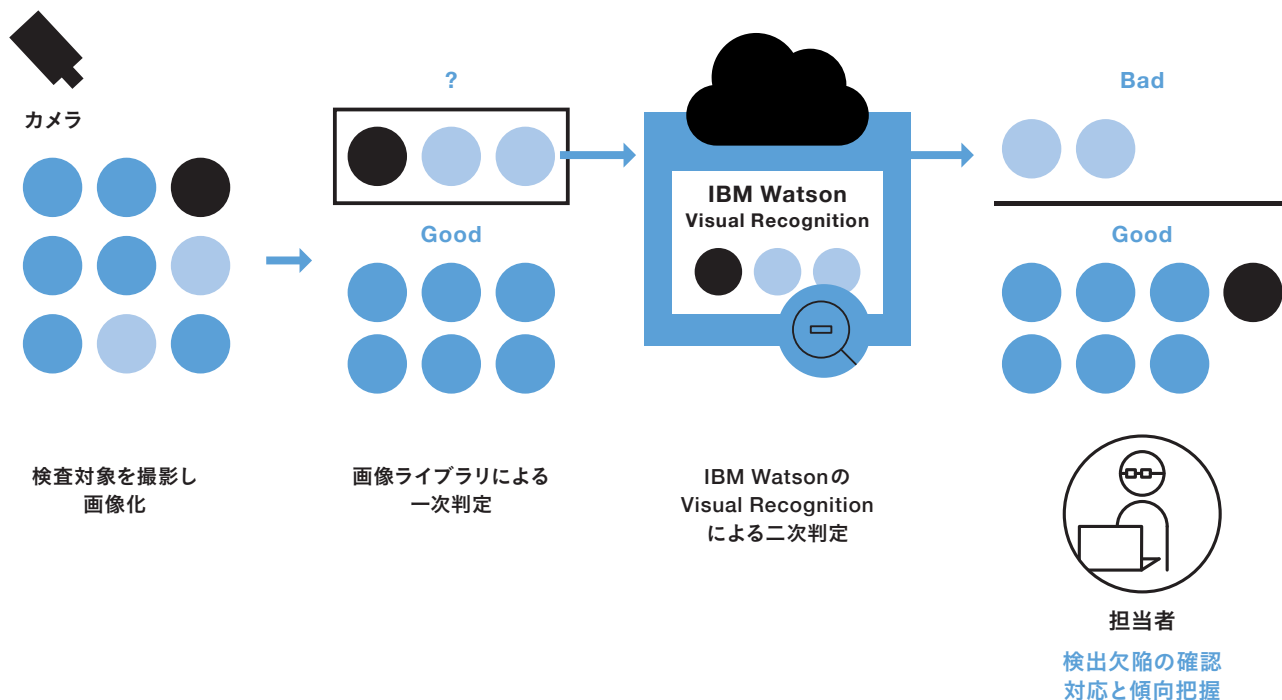 カメラ
?
Good
IBM Watson
Visual Recognition
Bad
Good
検査対象を撮影し
画像化
画像ライブラリによる
一次判定
IBM Watsonの
Visual Recognition
による二次判定
担当者
検出欠陥の確認
対応と傾向把握